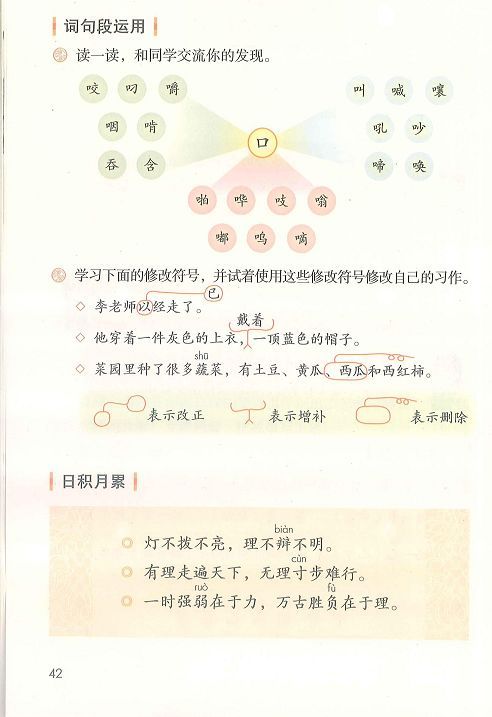 词句段运用
读一读，和同学交流你的发现。
咬 叼 嚼
咽 啃
吞 含
口
叫 喊 嚷
吼 吵
啼 唤
啪 哗 吱 嗡
嘟 呜 嘀
学习下面的修改符号，并试着使用这些修改符号修改自己的习作。
已
李老师以经走了。
戴着
他穿着一件灰色的上衣，一顶蓝色的帽子。
shū
菜园里种了很多蔬菜，有土豆、黄瓜、西瓜和西红柿。
表示改正 表示增补 表示删除
日积月累
biàn
灯不拨不亮，理不辩不明。
cùn
有理走遍天下，无理寸步难行。
ruò fù
一时强弱在于力，万古胜负在于理。
42